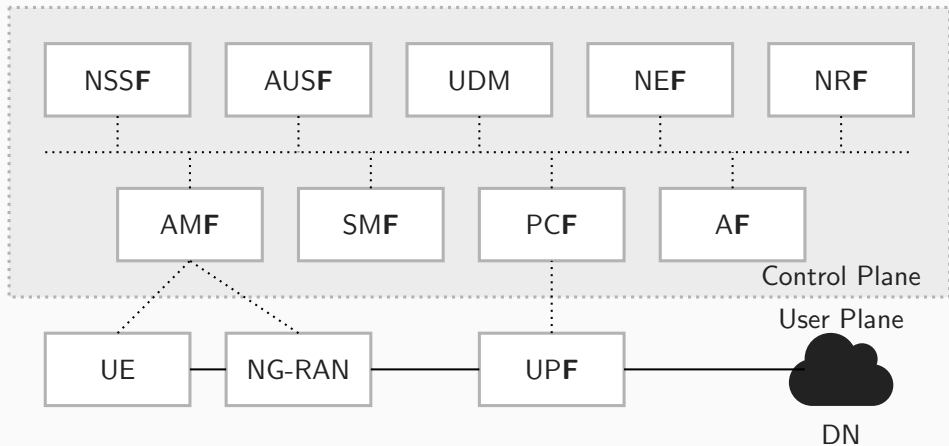 NSSF
AUSF
UDM
NEF
NRF
AMF
SMF
PCF
AF
Control Plane
User Plane
UE
NG-RAN
UPF
DN